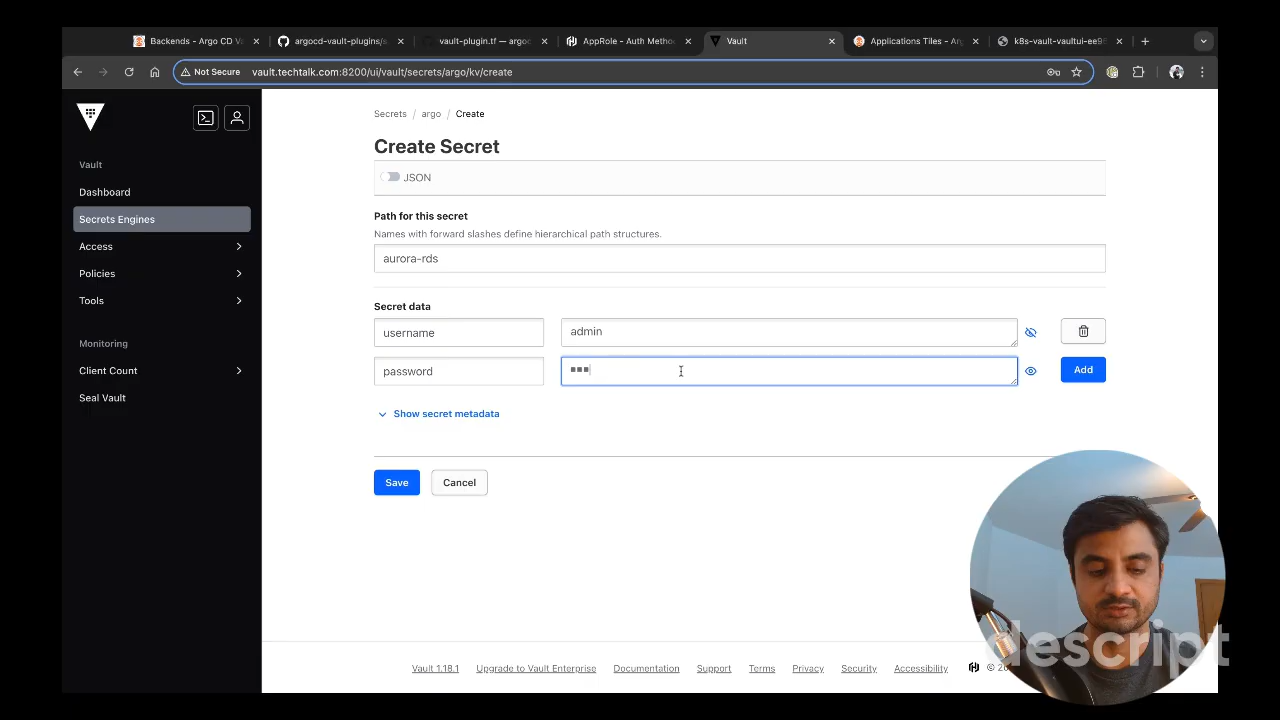 Backends - Argo CD V
argocd-vault-plugins/
vault-plugin.tf — argoc
AppRole - Auth Metho
Vault
Applications Tiles - Ar
k8s-vault-vaultui-ee95
Not Secure
vault.techtalk.com:8200/ui/vault/secrets/argo/kv/create
Vault
Dashboard
Secrets Engines
Access
Policies
Tools
Monitoring
Client Count
Seal Vault
Secrets / argo / Create
Create Secret
JSON
Path for this secret
Names with forward slashes define hierarchical path structures.
aurora-rds
Secret data
username admin
password
Add
Show secret metadata
Save Cancel
Vault 1.18.1 Upgrade to Vault Enterprise Documentation Support Terms Privacy Security Accessibility ©
descript